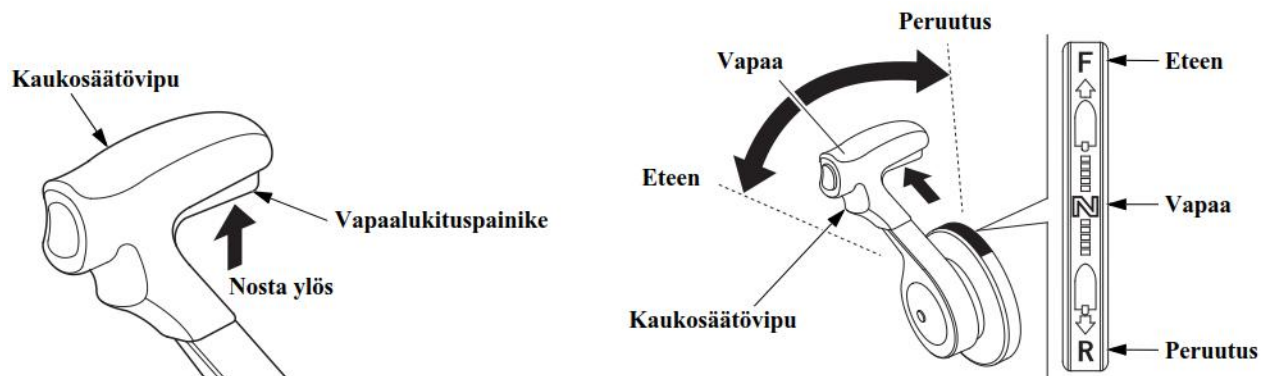 Kaukosäätövipu
Vapaalukituspainike
Nosta ylös
Peruutus
Vapaa
Eteen
Kaukosäätövipu
F
N
R
Eteen
Vapaa
Peruutus